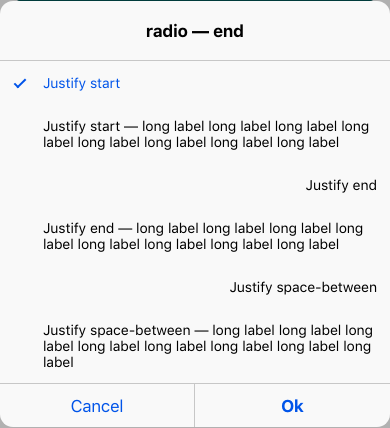 radio — end
Justify start
Justify start — long label long label long label long
label long label long label long label long label
Justify end
Justify end — long label long label long label long
label long label long label long label long label
Justify space-between
Justify space-between — long label long label long
label long label long label long label long label long
label
Cancel
Ok